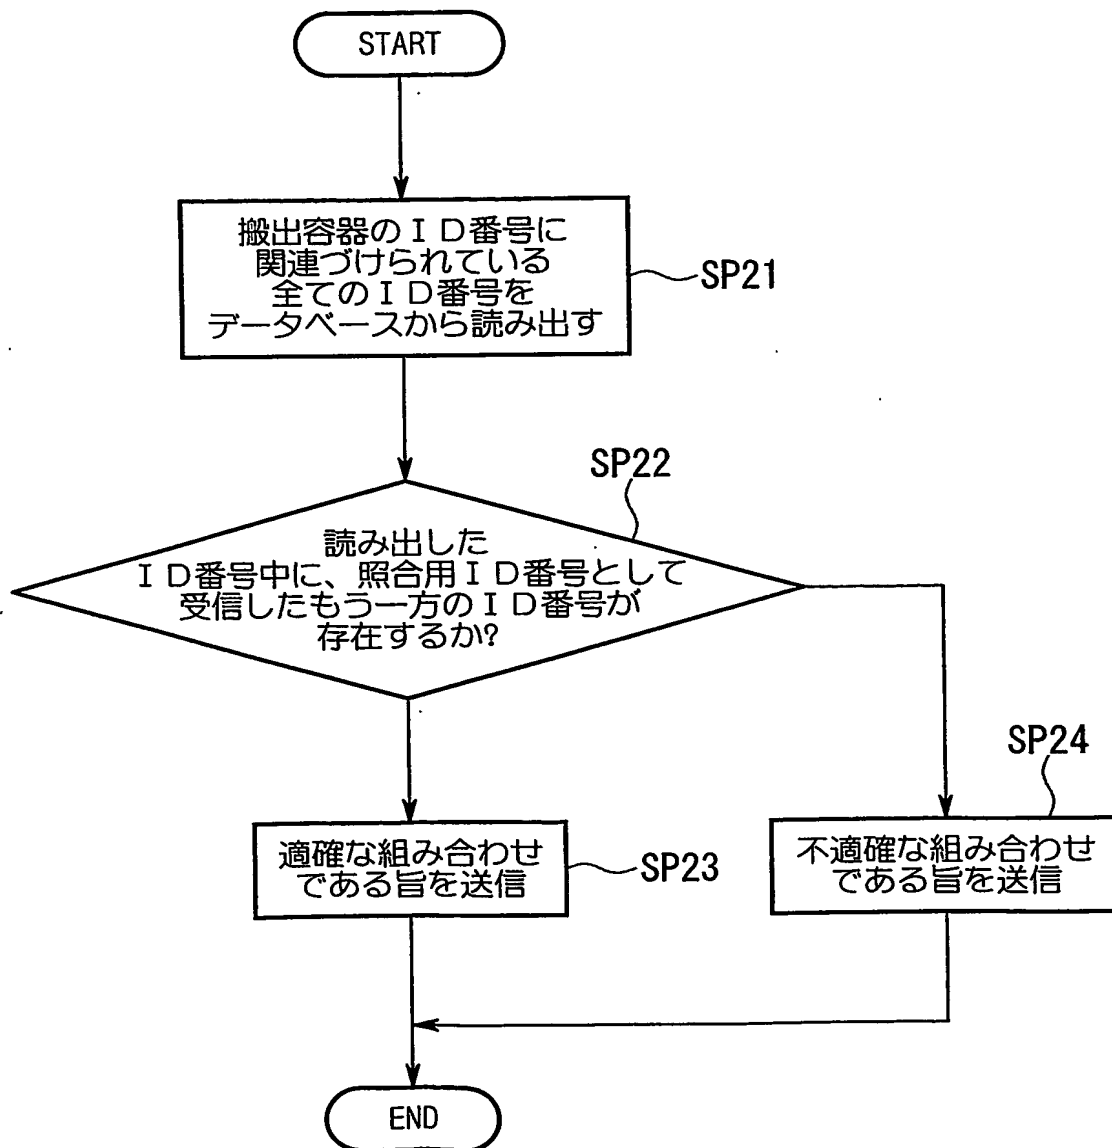 START
搬出容器のＩＤ番号に
関連づけられている
全てのＩＤ番号を
データベースから読み出す
SP21
SP22
読み出した
ＩＤ番号中に、照合用ＩＤ番号として
受信したもう一方のＩＤ番号が
存在するか?
SP24
適確な組み合わせ
である旨を送信
SP23
不適確な組み合わせ
である旨を送信
END